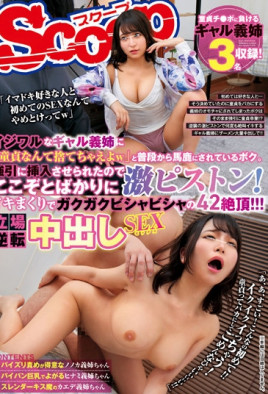 Scoop
スクープ
童貞チ●ポに負ける
ギャル義姉
3名
収録!
「イマドキ好きな人と
初めてのSEXなんて
やめとけってw」
イジワルなギャル義姉に
「童貞なんて捨てちゃえよw」と普段から馬鹿にされているボク。
強引に挿入させられたので
ここぞとばかりに激ピストン!
イキまくりでガクガクビシャビシャの42絶頂!!!
立場
逆転
中出しSEX
パイズリ責めが得意なノノカ義姉ちゃん
パイパン巨乳でよがるヒナミ義姉ちゃん
スレンダーキス魔のカエデ義姉ちゃん